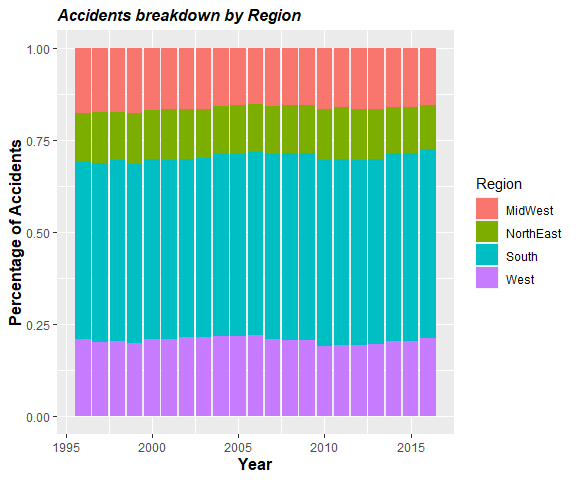 Accidents breakdown by Region
Percentage of Accidents
1.00
0.75
0.50
0.25
0.00
1995
2000
2005
2010
2015
Year
Region
MidWest
NorthEast
South
West